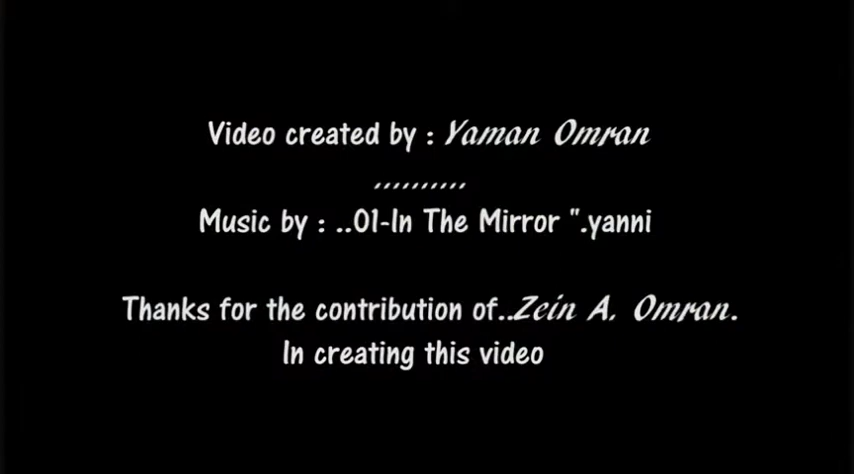 Video created by : Yaman Omran
,,,,,,,,,,
Music by : ..01-In The Mirror ".yanni
Thanks for the contribution of..Zein A. Omran.
In creating this video